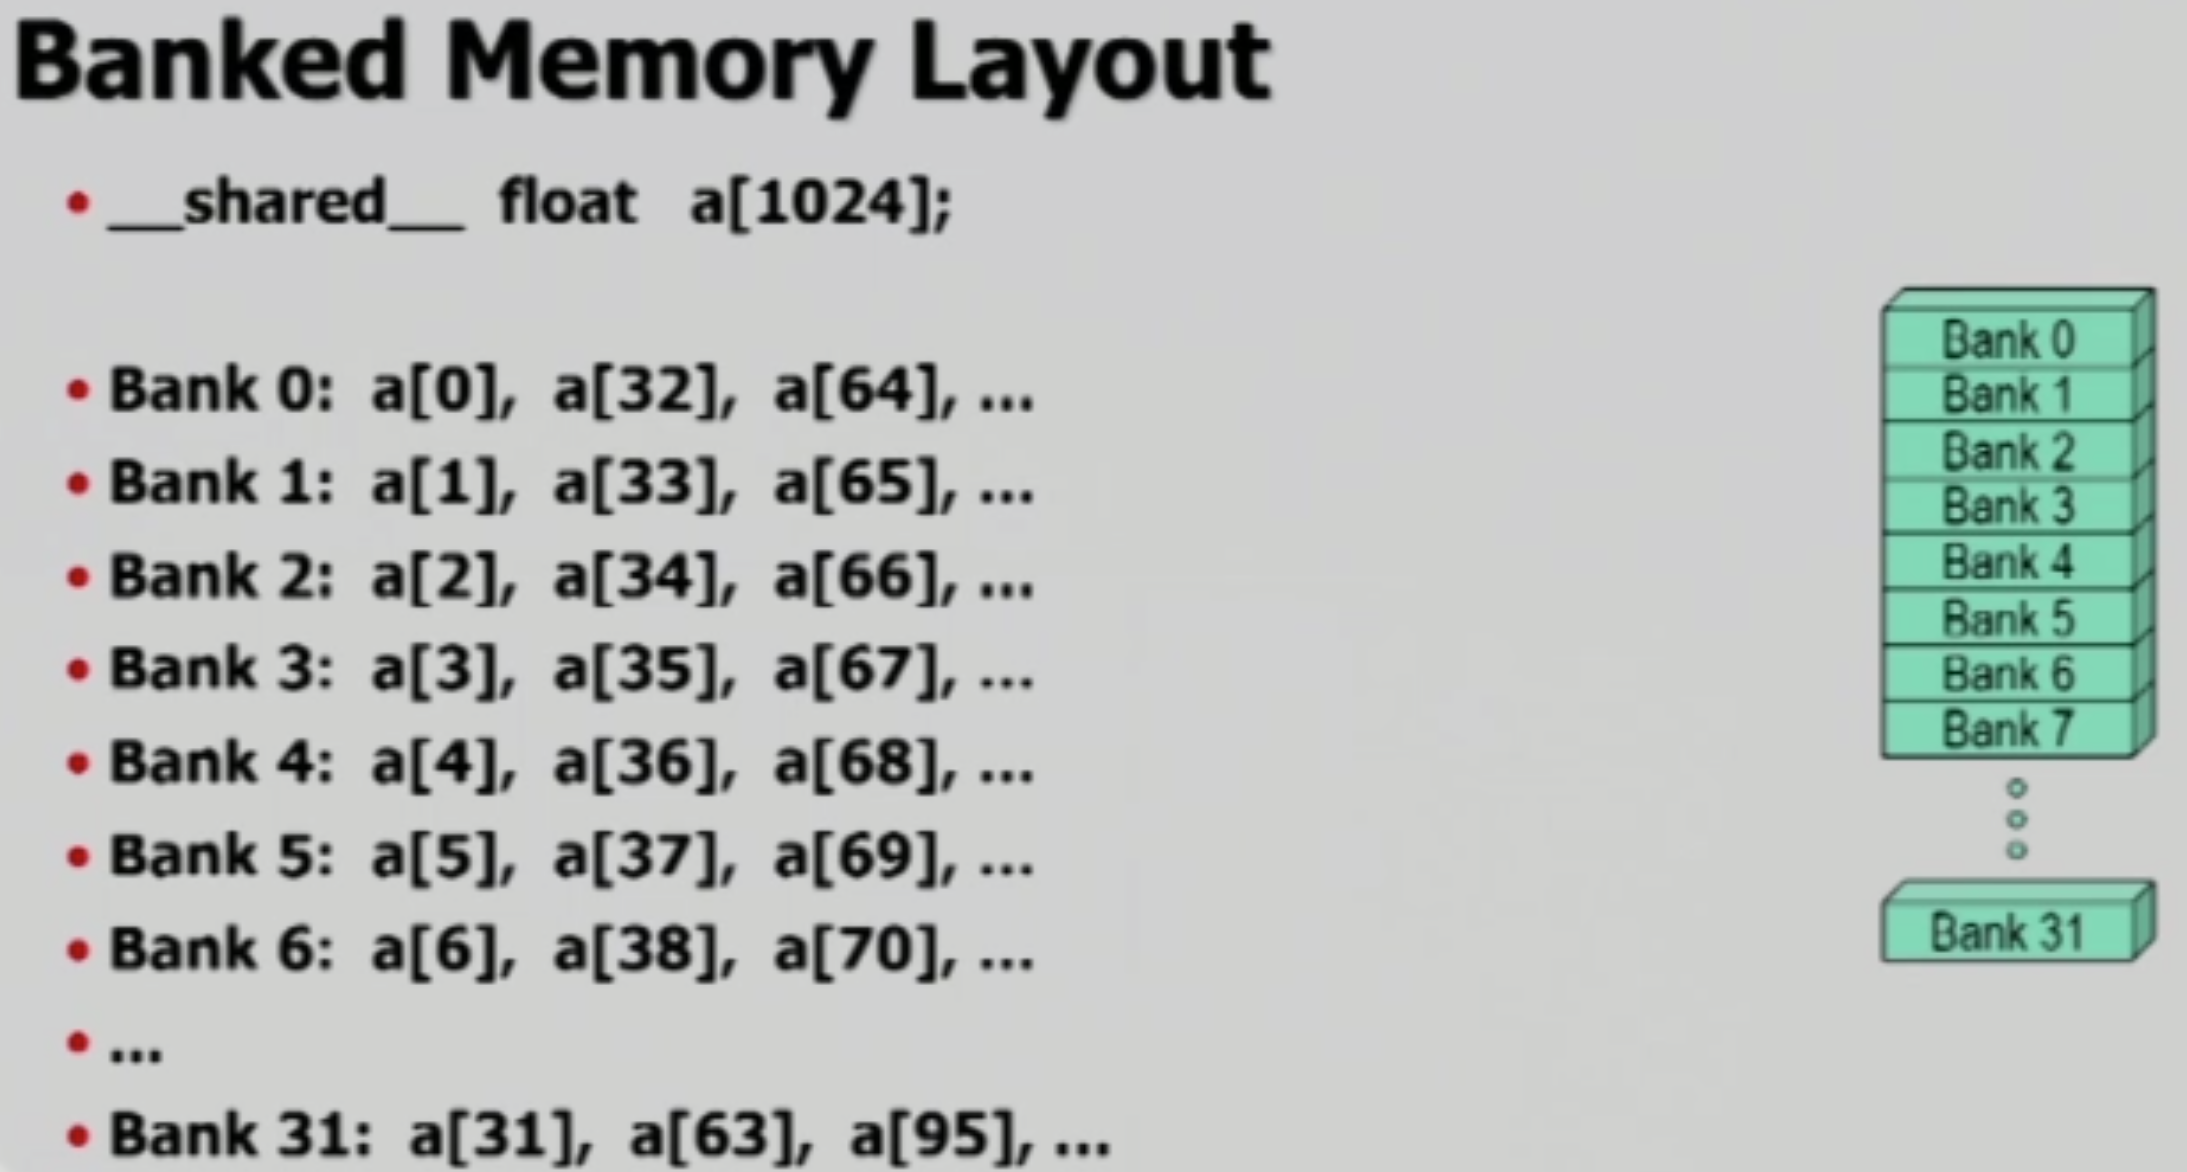 Banked Memory Layout
• __shared__ float a[1024];
• Bank 0: a[0], a[32], a[64], ...
• Bank 1: a[1], a[33], a[65], ...
• Bank 2: a[2], a[34], a[66], ...
• Bank 3: a[3], a[35], a[67], ...
• Bank 4: a[4], a[36], a[68], ...
• Bank 5: a[5], a[37], a[69], ...
• Bank 6: a[6], a[38], a[70], ...
• ...
• Bank 31: a[31], a[63], a[95], ...
Bank 0
Bank 1
Bank 2
Bank 3
Bank 4
Bank 5
Bank 6
Bank 7
Bank 31